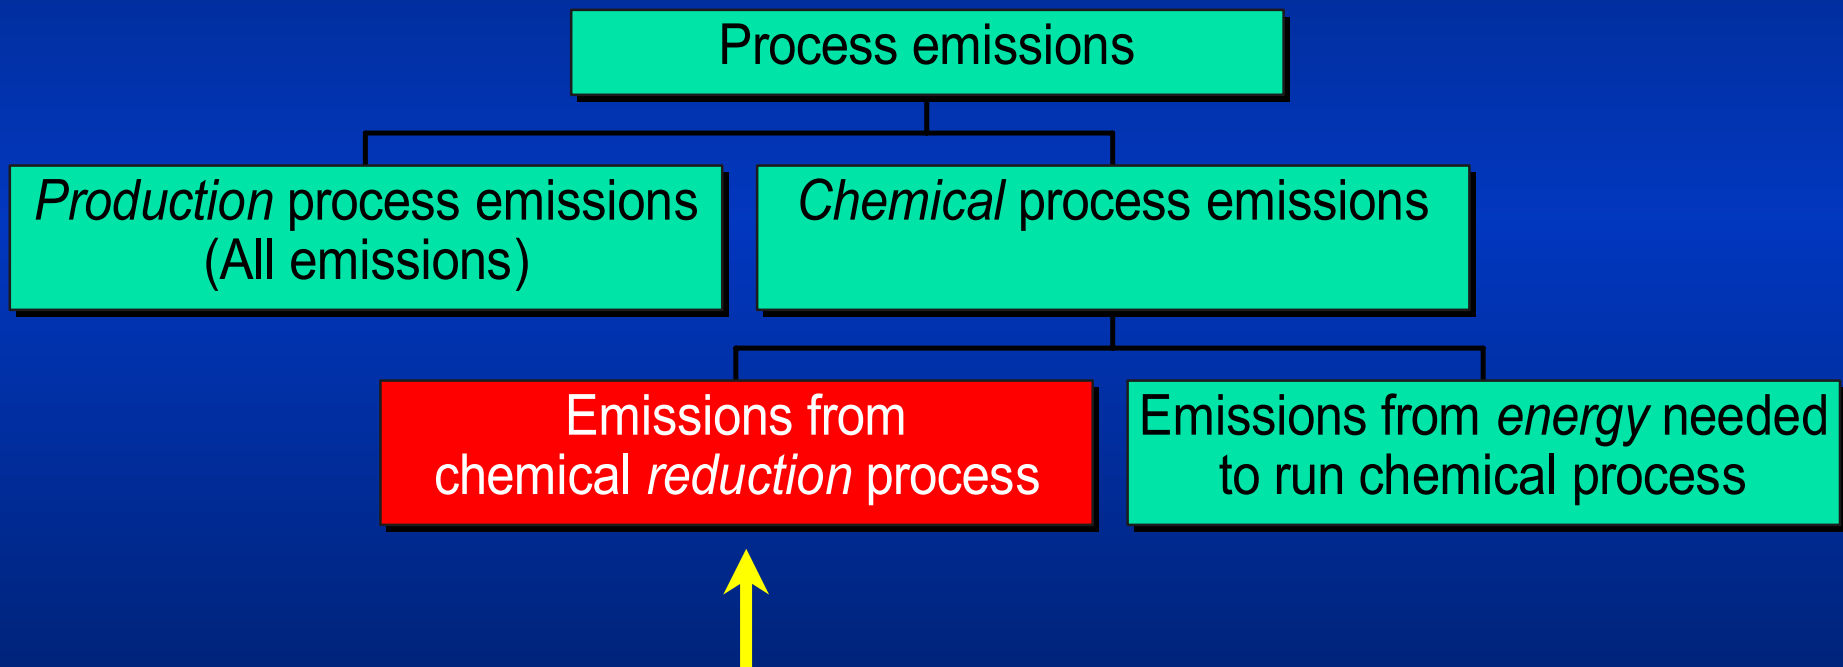 Process emissions
Production process emissions
(All emissions)
Chemical process emissions
Emissions from
chemical reduction process
Emissions from energy needed
to run chemical process